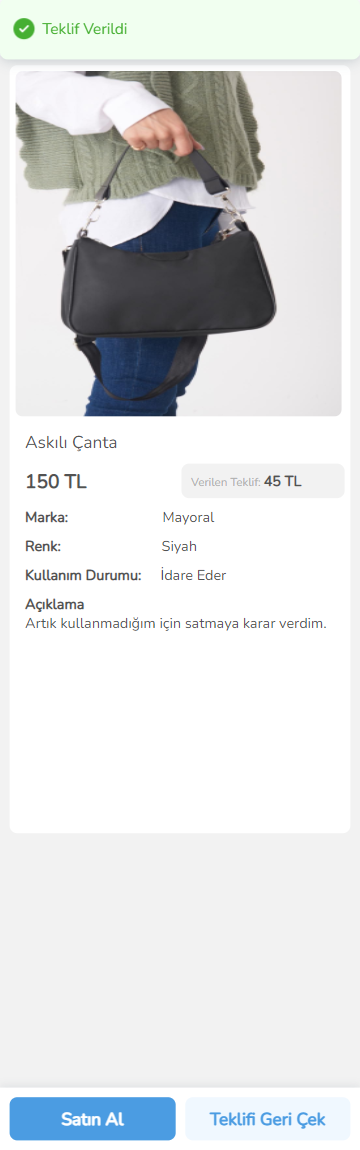 Teklif Verildi
Askılı Çanta
150 TL
Verilen Teklif: 45 TL
Marka: Mayoral
Renk: Siyah
Kullanım Durumu: İdare Eder
Açıklama
Artık kullanmadığım için satmaya karar verdim.
Satın Al
Teklifi Geri Çek